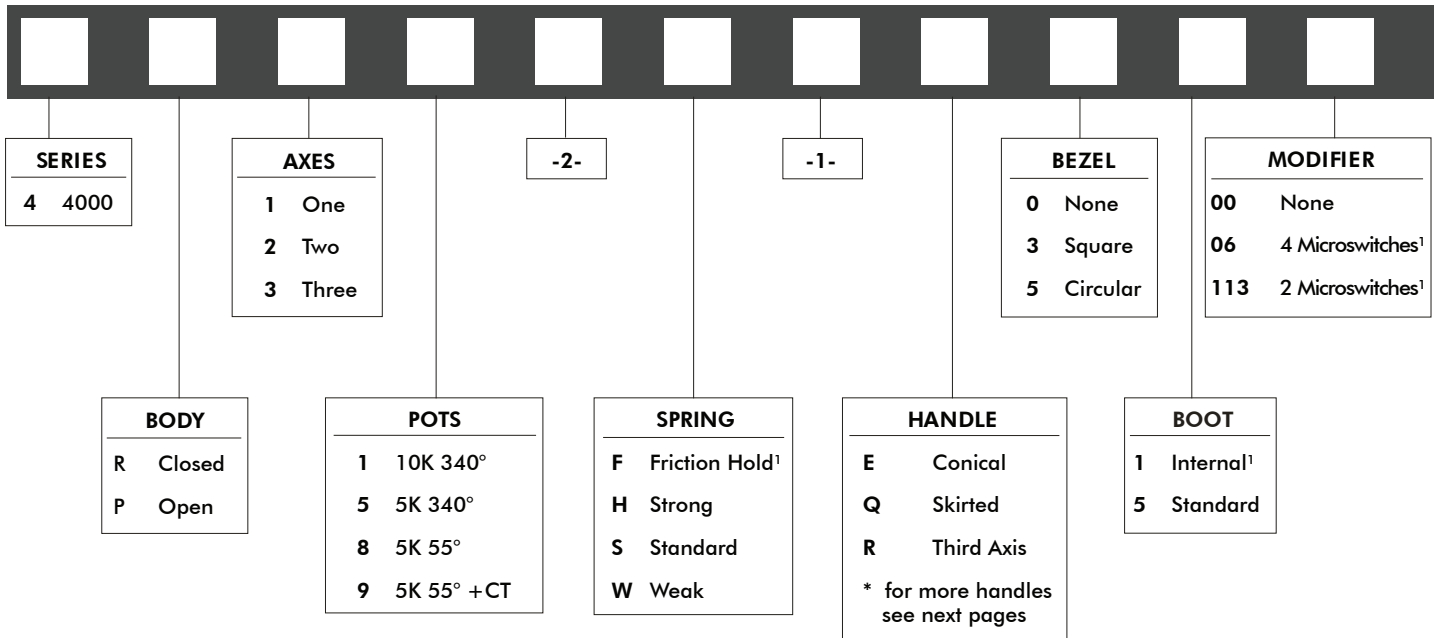 SERIES
4 4000
AXES
1 One
2 Two
3 Three
-2-
-1-
BEZEL
0 None
3 Square
5 Circular
MODIFIER
00 None
06 4 Microswitches¹
113 2 Microswitches¹
BODY
R Closed
P Open
POTS
1 10K 340°
5 5K 340°
8 5K 55°
9 5K 55° +CT
SPRING
F Friction Hold¹
H Strong
S Standard
W Weak
HANDLE
E Conical
Q Skirted
R Third Axis
* for more handles
see next pages
BOOT
1 Internal¹
5 Standard